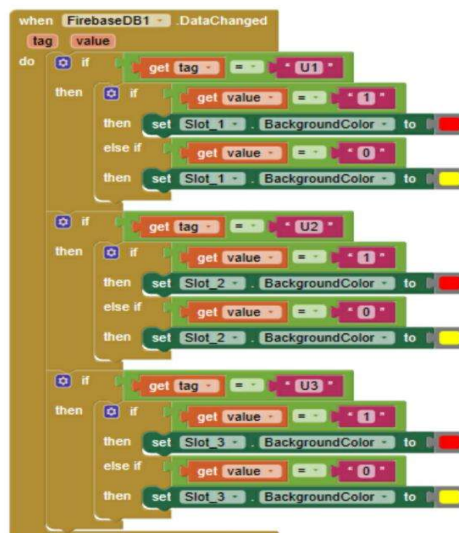 when FirebaseDB1 .DataChanged
tag value
do if get tag = " U1 "
then if get value = " 1 "
then set Slot_1 . BackgroundColor to
else if get value = " 0 "
then set Slot_1 . BackgroundColor to
if get tag = " U2 "
then if get value = " 1 "
then set Slot_2 . BackgroundColor to
else if get value = " 0 "
then set Slot_2 . BackgroundColor to
if get tag = " U3 "
then if get value = " 1 "
then set Slot_3 . BackgroundColor to
else if get value = " 0 "
then set Slot_3 . BackgroundColor to